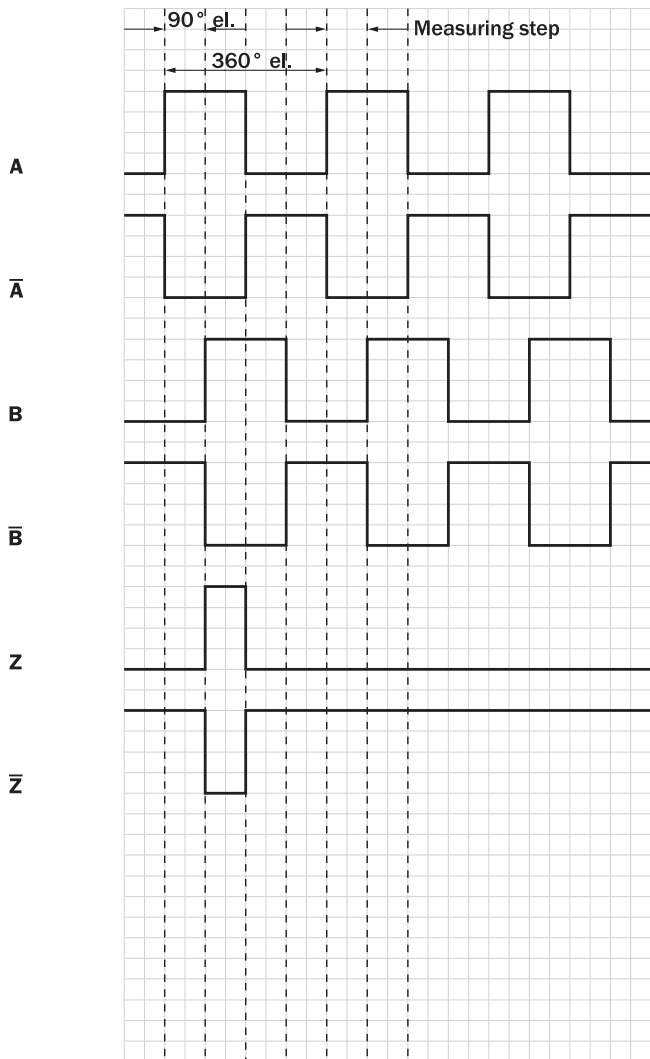 90° el.
Measuring step
360° el.
A
A̅
B
B̅
Z
Z̅